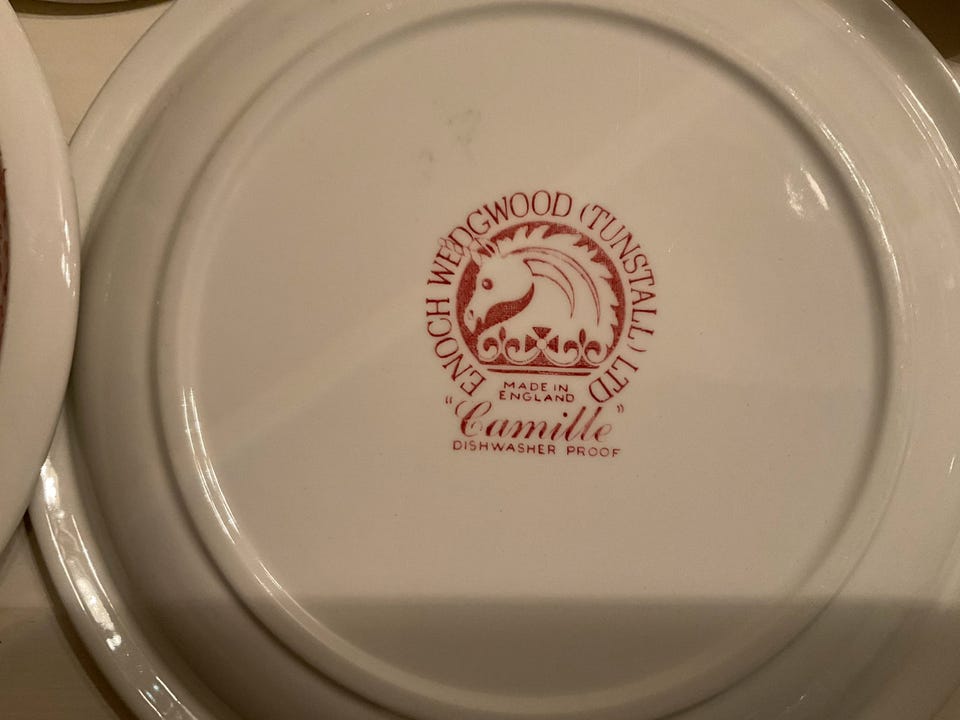 ENOCH WEDGWOOD (TUNSTALL) LTD
MADE IN
ENGLAND
"Camille"
DISHWASHER PROOF